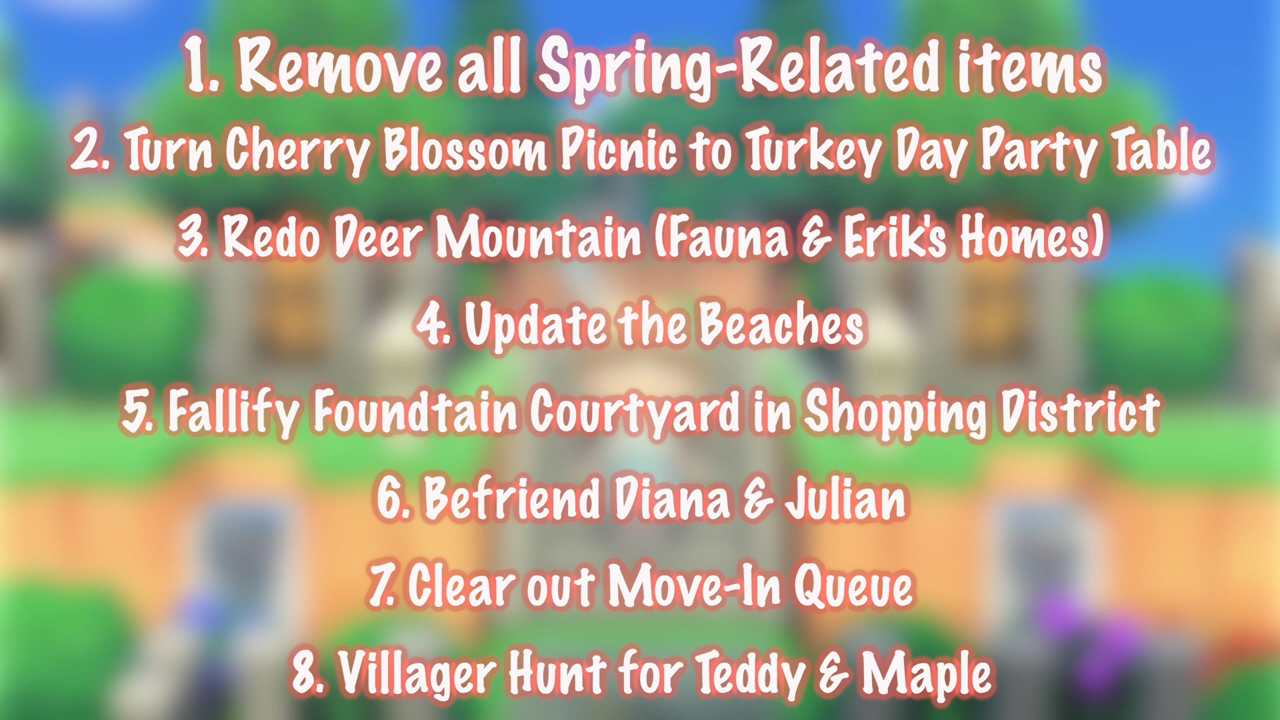 1. Remove all Spring-Related items
2. Turn Cherry Blossom Picnic to Turkey Day Party Table
3. Redo Deer Mountain (Fauna & Erik's Homes)
4. Update the Beaches
5. Fallify Foundtain Courtyard in Shopping District
6. Befriend Diana & Julian
7. Clear out Move-In Queue
8. Villager Hunt for Teddy & Maple